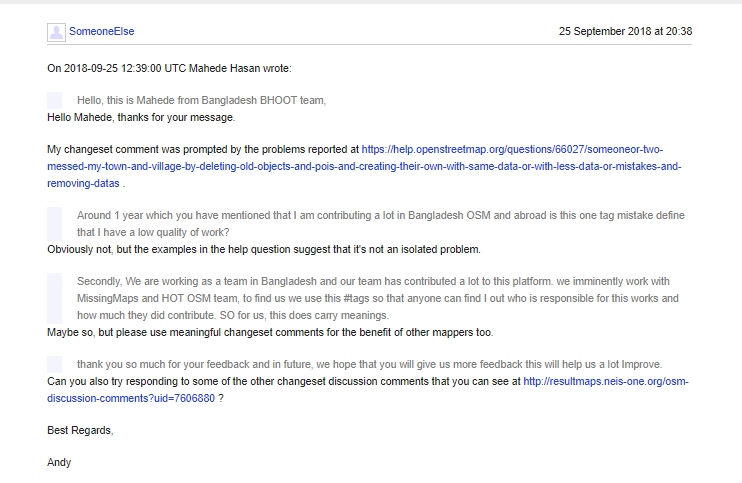 SomeoneElse 25 September 2018 at 20:38
On 2018-09-25 12:39:00 UTC Mahede Hasan wrote:
Hello, this is Mahede from Bangladesh BHOOT team,
Hello Mahede, thanks for your message.
My changeset comment was prompted by the problems reported at https://help.openstreetmap.org/questions/66027/someoneor-two-
messed-my-town-and-village-by-deleting-old-objects-and-pois-and-creating-their-own-with-same-data-or-with-less-data-or-mistakes-and-
removing-datas .
Around 1 year which you have mentioned that I am contributing a lot in Bangladesh OSM and abroad is this one tag mistake define
that I have a low quality of work?
Obviously not, but the examples in the help question suggest that it's not an isolated problem.
Secondly, We are working as a team in Bangladesh and our team has contributed a lot to this platform. we imminently work with
MissingMaps and HOT OSM team, to find us we use this #tags so that anyone can find I out who is responsible for this works and
how much they did contribute. SO for us, this does carry meanings.
Maybe so, but please use meaningful changeset comments for the benefit of other mappers too.
thank you so much for your feedback and in future, we hope that you will give us more feedback this will help us a lot Improve.
Can you also try responding to some of the other changeset discussion comments that you can see at http://resultmaps.neis-one.org/osm-
discussion-comments?uid=7606880 ?
Best Regards,
Andy